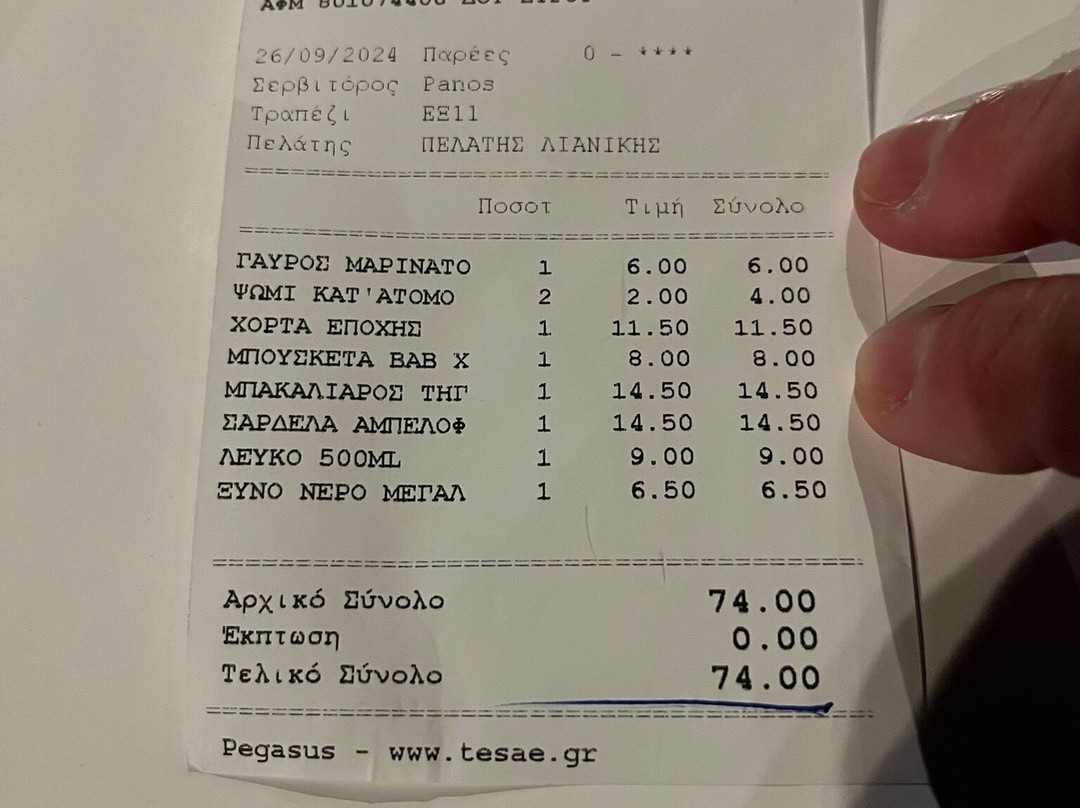 ΑΦΜ
26/09/2024 Παρέες 0 - ****
Σερβιτόρος Panos
Τραπέζι ΕΞ11
Πελάτης ΠΕΛΑΤΗΣ ΛΙΑΝΙΚΗΣ
Ποσοτ Τιμή Σύνολο
ΓΑΥΡΟΣ ΜΑΡΙΝΑΤΟ 1 6.00 6.00
ΨΩΜΙ ΚΑΤ'ΑΤΟΜΟ 2 2.00 4.00
ΧΟΡΤΑ ΕΠΟΧΗΣ 1 11.50 11.50
ΜΠΟΥΣΚΕΤΑ ΒΑΒ Χ 1 8.00 8.00
ΜΠΑΚΑΛΙΑΡΟΣ ΤΗΓ 1 14.50 14.50
ΣΑΡΔΕΛΑ ΑΜΠΕΛΟΦ 1 14.50 14.50
ΛΕΥΚΟ 500ML 1 9.00 9.00
ΞΥΝΟ ΝΕΡΟ ΜΕΓΑΛ 1 6.50 6.50
Αρχικό Σύνολο 74.00
Έκπτωση 0.00
Τελικό Σύνολο 74.00
Pegasus - www.tesae.gr